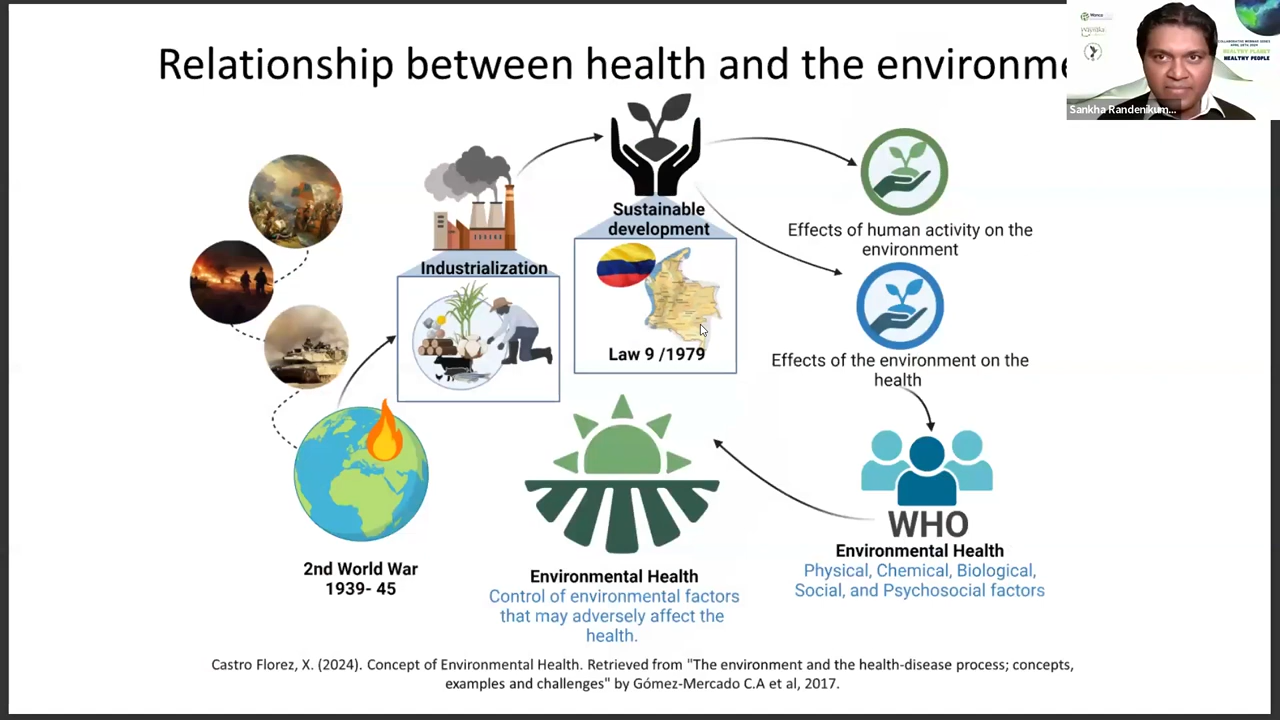 Relationship between health and the environme
Sankha Randenikum...
HEALTHY PLANET
HEALTHY PEOPLE
Sustainable
development
Effects of human activity on the
environment
Industrialization
Law 9 /1979
Effects of the environment on the
health
WHO
Environmental Health
Physical, Chemical, Biological,
Social, and Psychosocial factors
2nd World War
1939- 45
Environmental Health
Control of environmental factors
that may adversely affect the
health.
Castro Florez, X. (2024). Concept of Environmental Health. Retrieved from "The environment and the health-disease process; concepts,
examples and challenges" by Gómez-Mercado C.A et al, 2017.